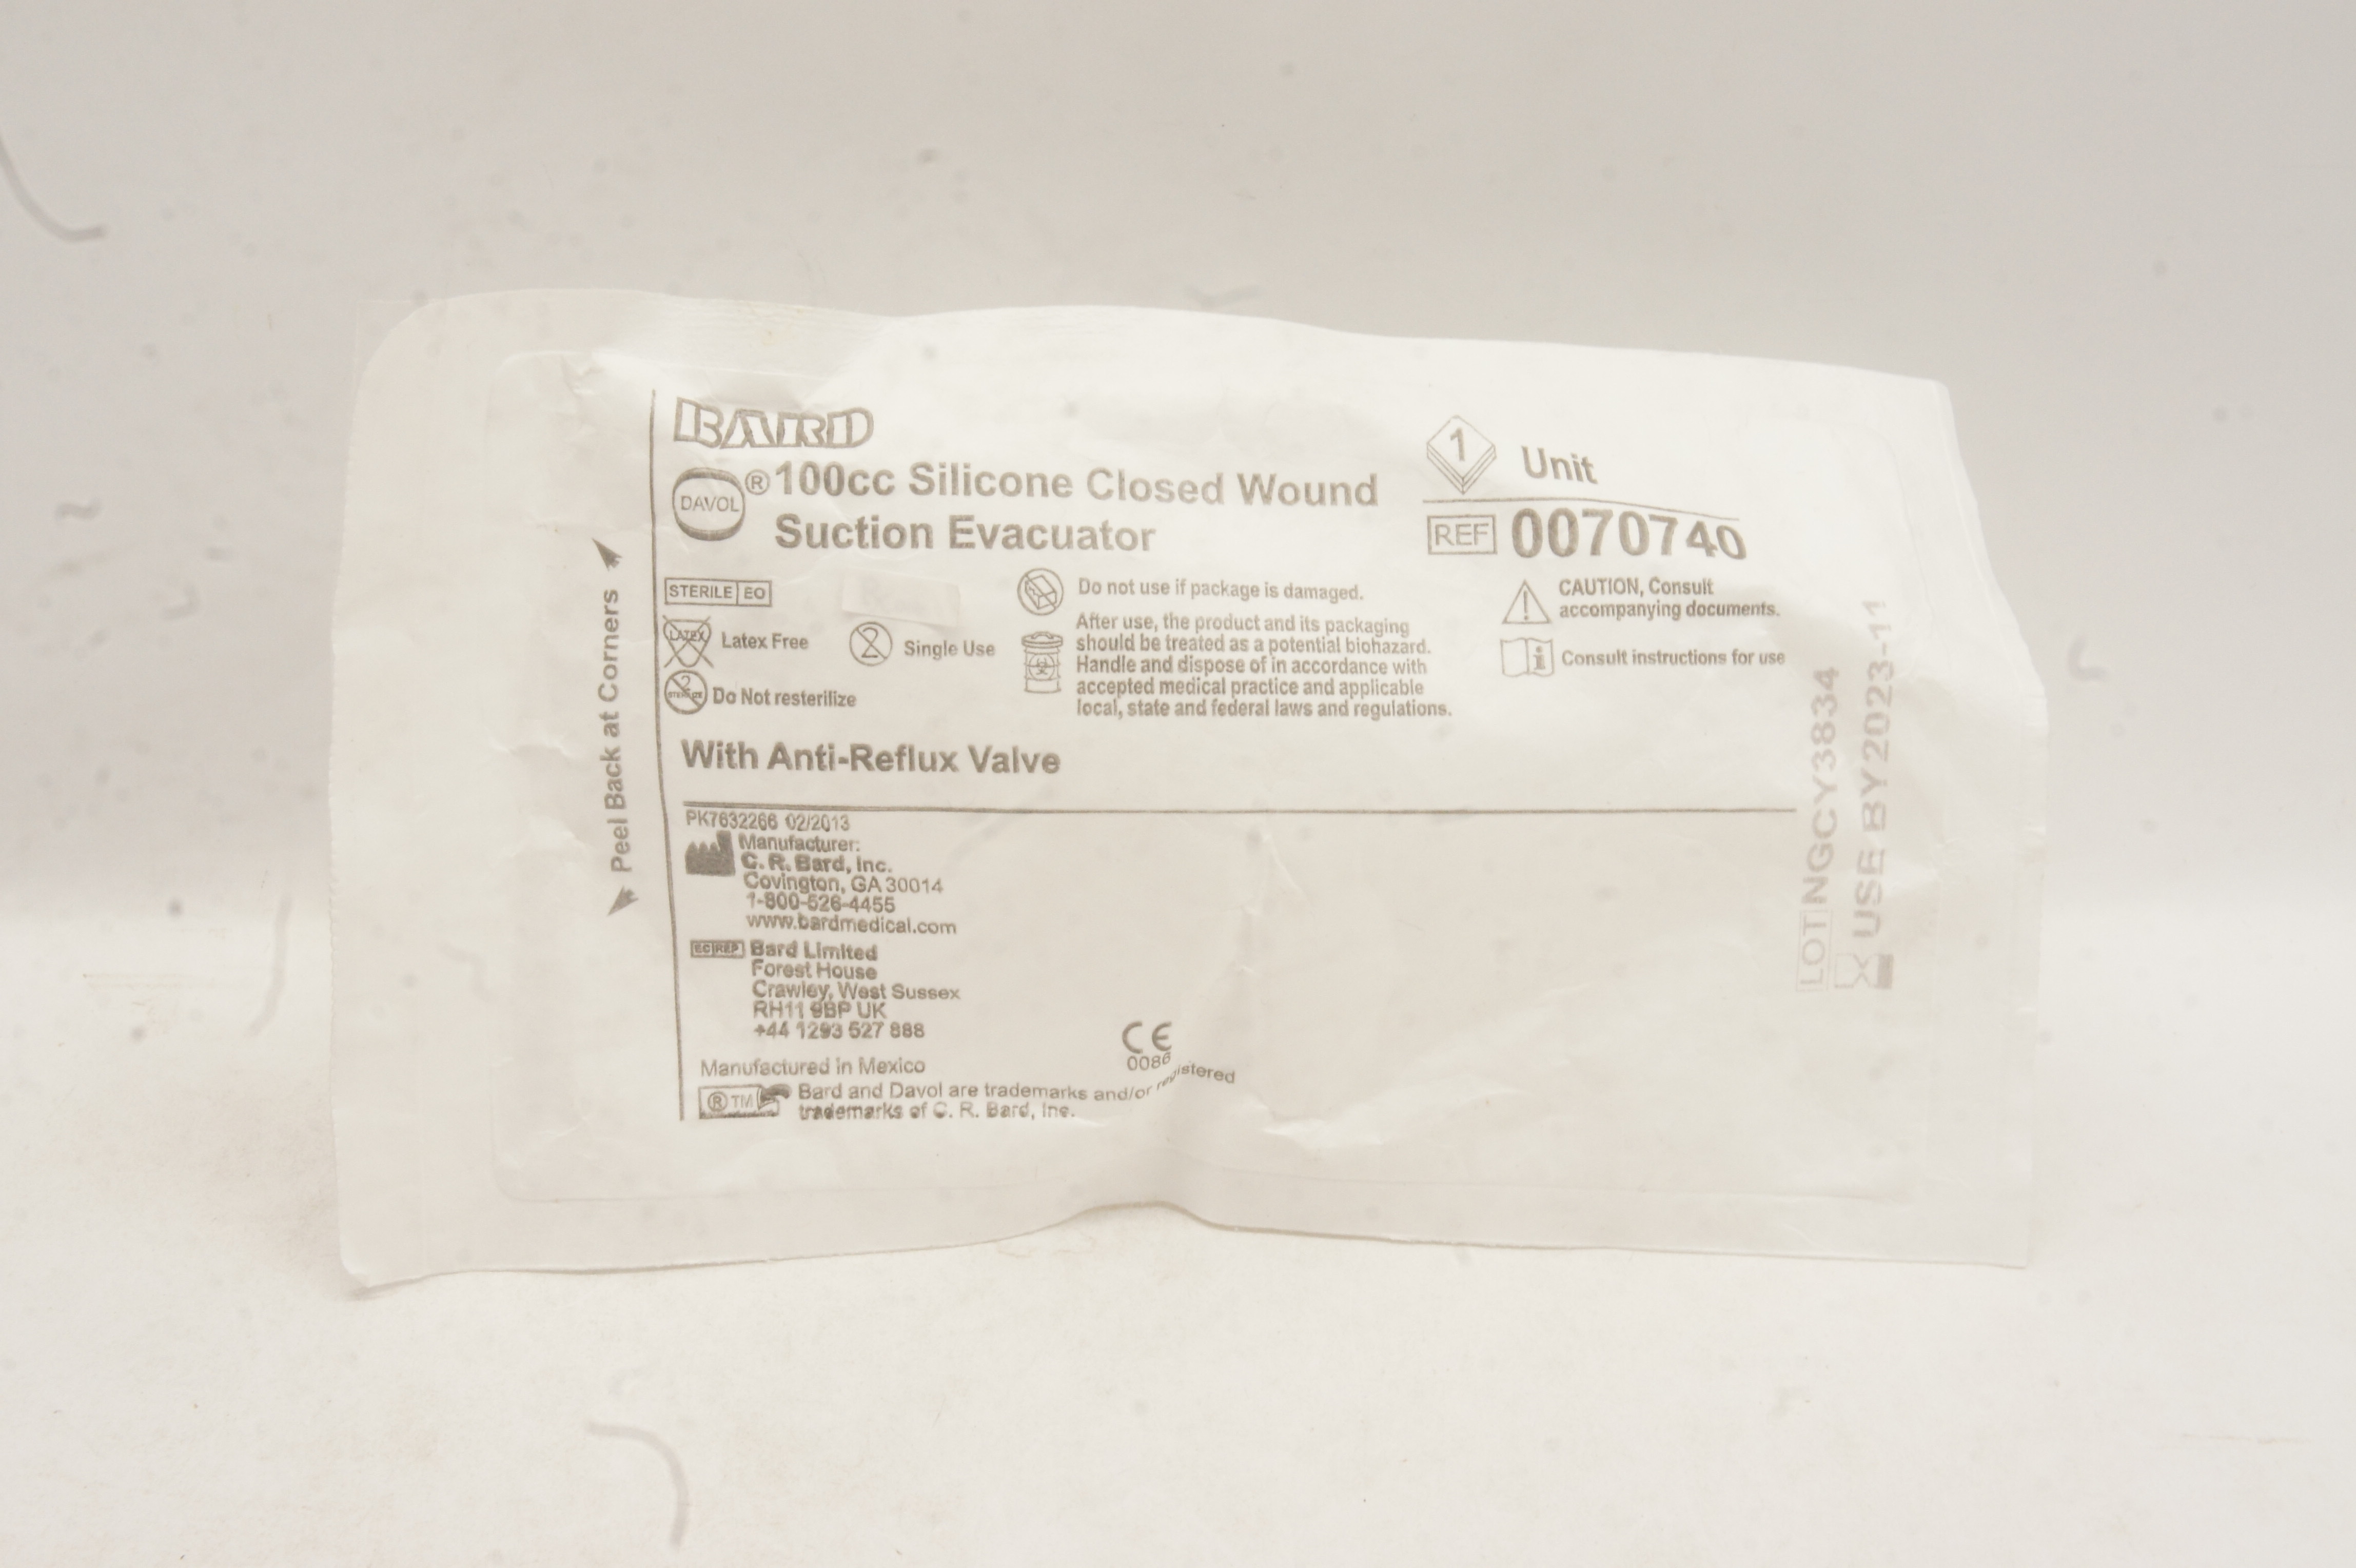 BARD
DAVOL
® 100cc Silicone Closed Wound
Suction Evacuator
1 Unit
REF 0070740
STERILE EO
LATEX Latex Free
2 Single Use
2 Do Not resterilize
Do not use if package is damaged.
After use, the product and its packaging
should be treated as a potential biohazard.
Handle and dispose of in accordance with
accepted medical practice and applicable
local, state and federal laws and regulations.
CAUTION, Consult
accompanying documents.
i Consult instructions for use
With Anti-Reflux Valve
Peel Back at Corners
PK7632266 02/2013
Manufacturer:
C. R. Bard, Inc.
Covington, GA 30014
1-800-526-4455
www.bardmedical.com
EC REP Bard Limited
Forest House
Crawley, West Sussex
RH11 9BP UK
+44 1293 527 888
Manufactured in Mexico
CE
0086
® TM Bard and Davol are trademarks and/or registered
trademarks of C. R. Bard, Inc.
LOT NGCY3834
USE BY 2023-11